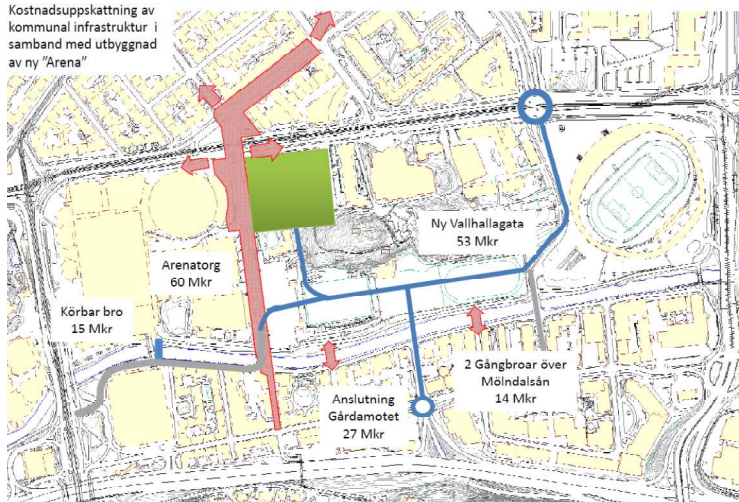 Kostnadsuppskattning av
kommunal infrastruktur i
samband med utbyggnad
av ny ”Arena”
Ny Vallhallagata
53 Mkr
Arenatorg
60 Mkr
Körbar bro
15 Mkr
2 Gångbroar över
Mölndalsån
14 Mkr
Anslutning
Gårdamotet
27 Mkr